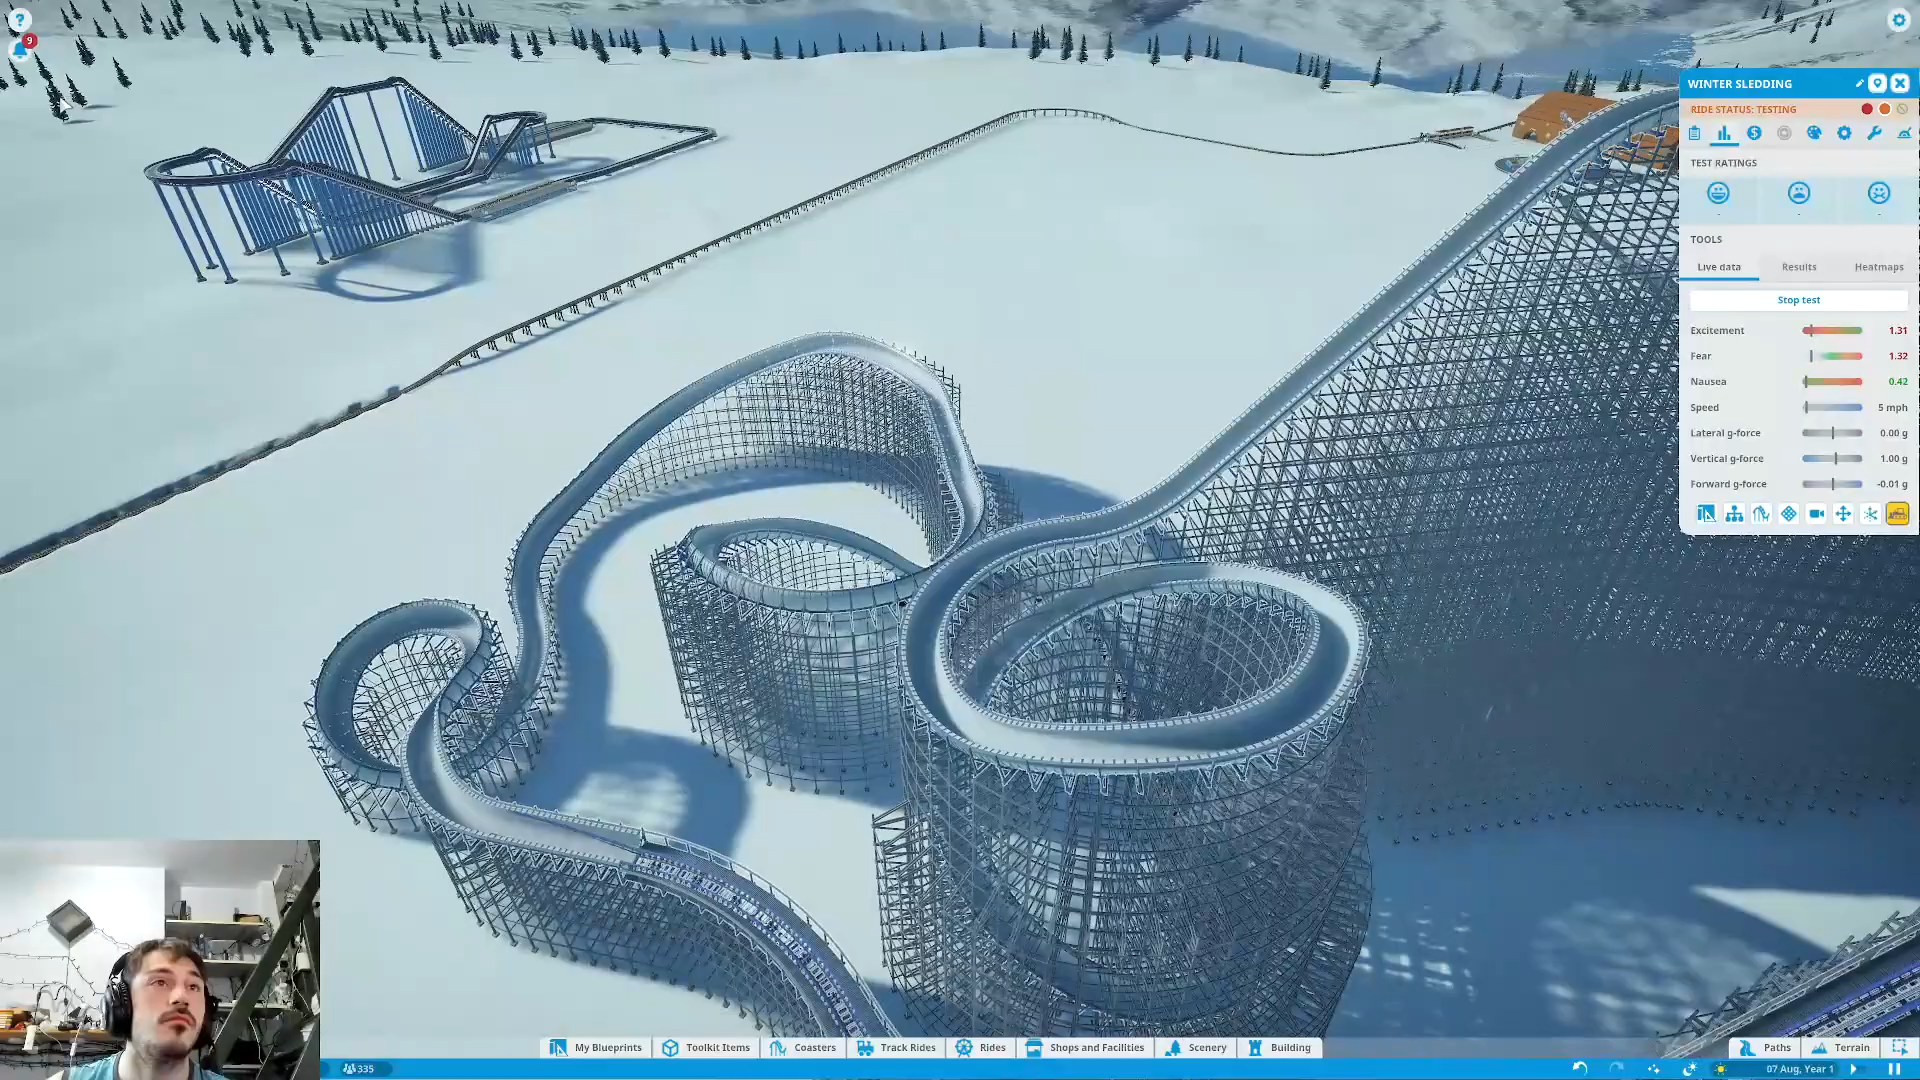 ?
9
WINTER SLEDDING
RIDE STATUS: TESTING
TEST RATINGS
- - -
TOOLS
Live data Results Heatmaps
Stop test
Excitement 1.31
Fear 1.32
Nausea 0.42
Speed 5 mph
Lateral g-force 0.00 g
Vertical g-force 1.00 g
Forward g-force -0.01 g
My Blueprints Toolkit Items Coasters Track Rides Rides Shops and Facilities Scenery Building Paths Terrain
335 07 Aug, Year 1